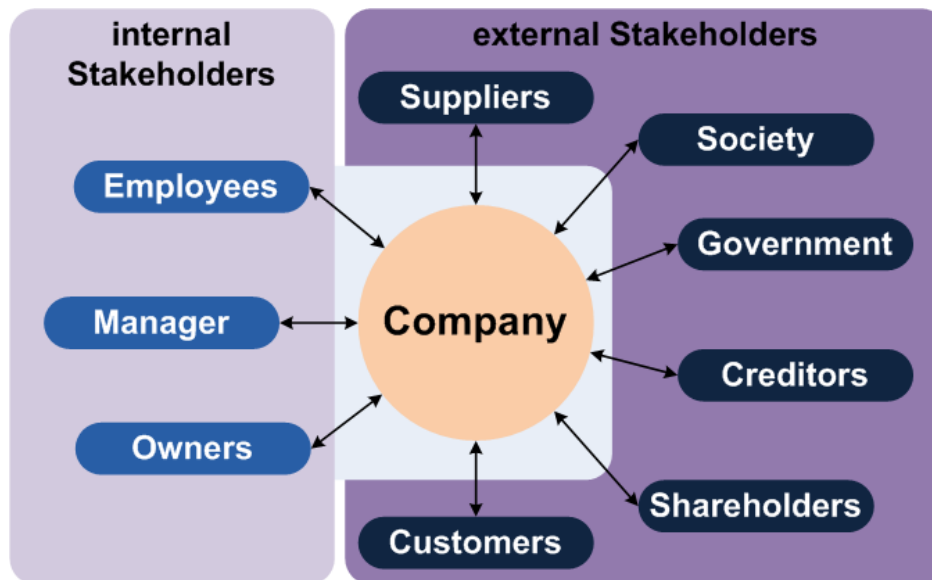 internal
Stakeholders
external Stakeholders
Suppliers
Society
Employees
Government
Manager
Company
Creditors
Owners
Shareholders
Customers